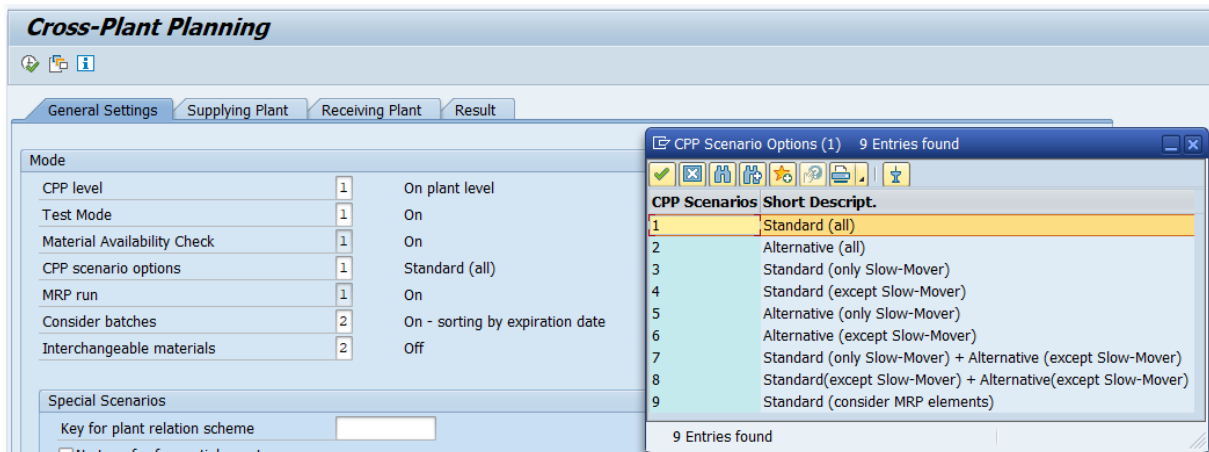 Cross-Plant Planning
General Settings Supplying Plant Receiving Plant Result
Mode
CPP level 1 On plant level
Test Mode 1 On
Material Availability Check 1 On
CPP scenario options 1 Standard (all)
MRP run 1 On
Consider batches 2 On - sorting by expiration date
Interchangeable materials 2 Off
Special Scenarios
Key for plant relation scheme
CPP Scenario Options (1) 9 Entries found
CPP Scenarios Short Descript.
1 Standard (all)
2 Alternative (all)
3 Standard (only Slow-Mover)
4 Standard (except Slow-Mover)
5 Alternative (only Slow-Mover)
6 Alternative (except Slow-Mover)
7 Standard (only Slow-Mover) + Alternative (except Slow-Mover)
8 Standard(except Slow-Mover) + Alternative(except Slow-Mover)
9 Standard (consider MRP elements)
9 Entries found